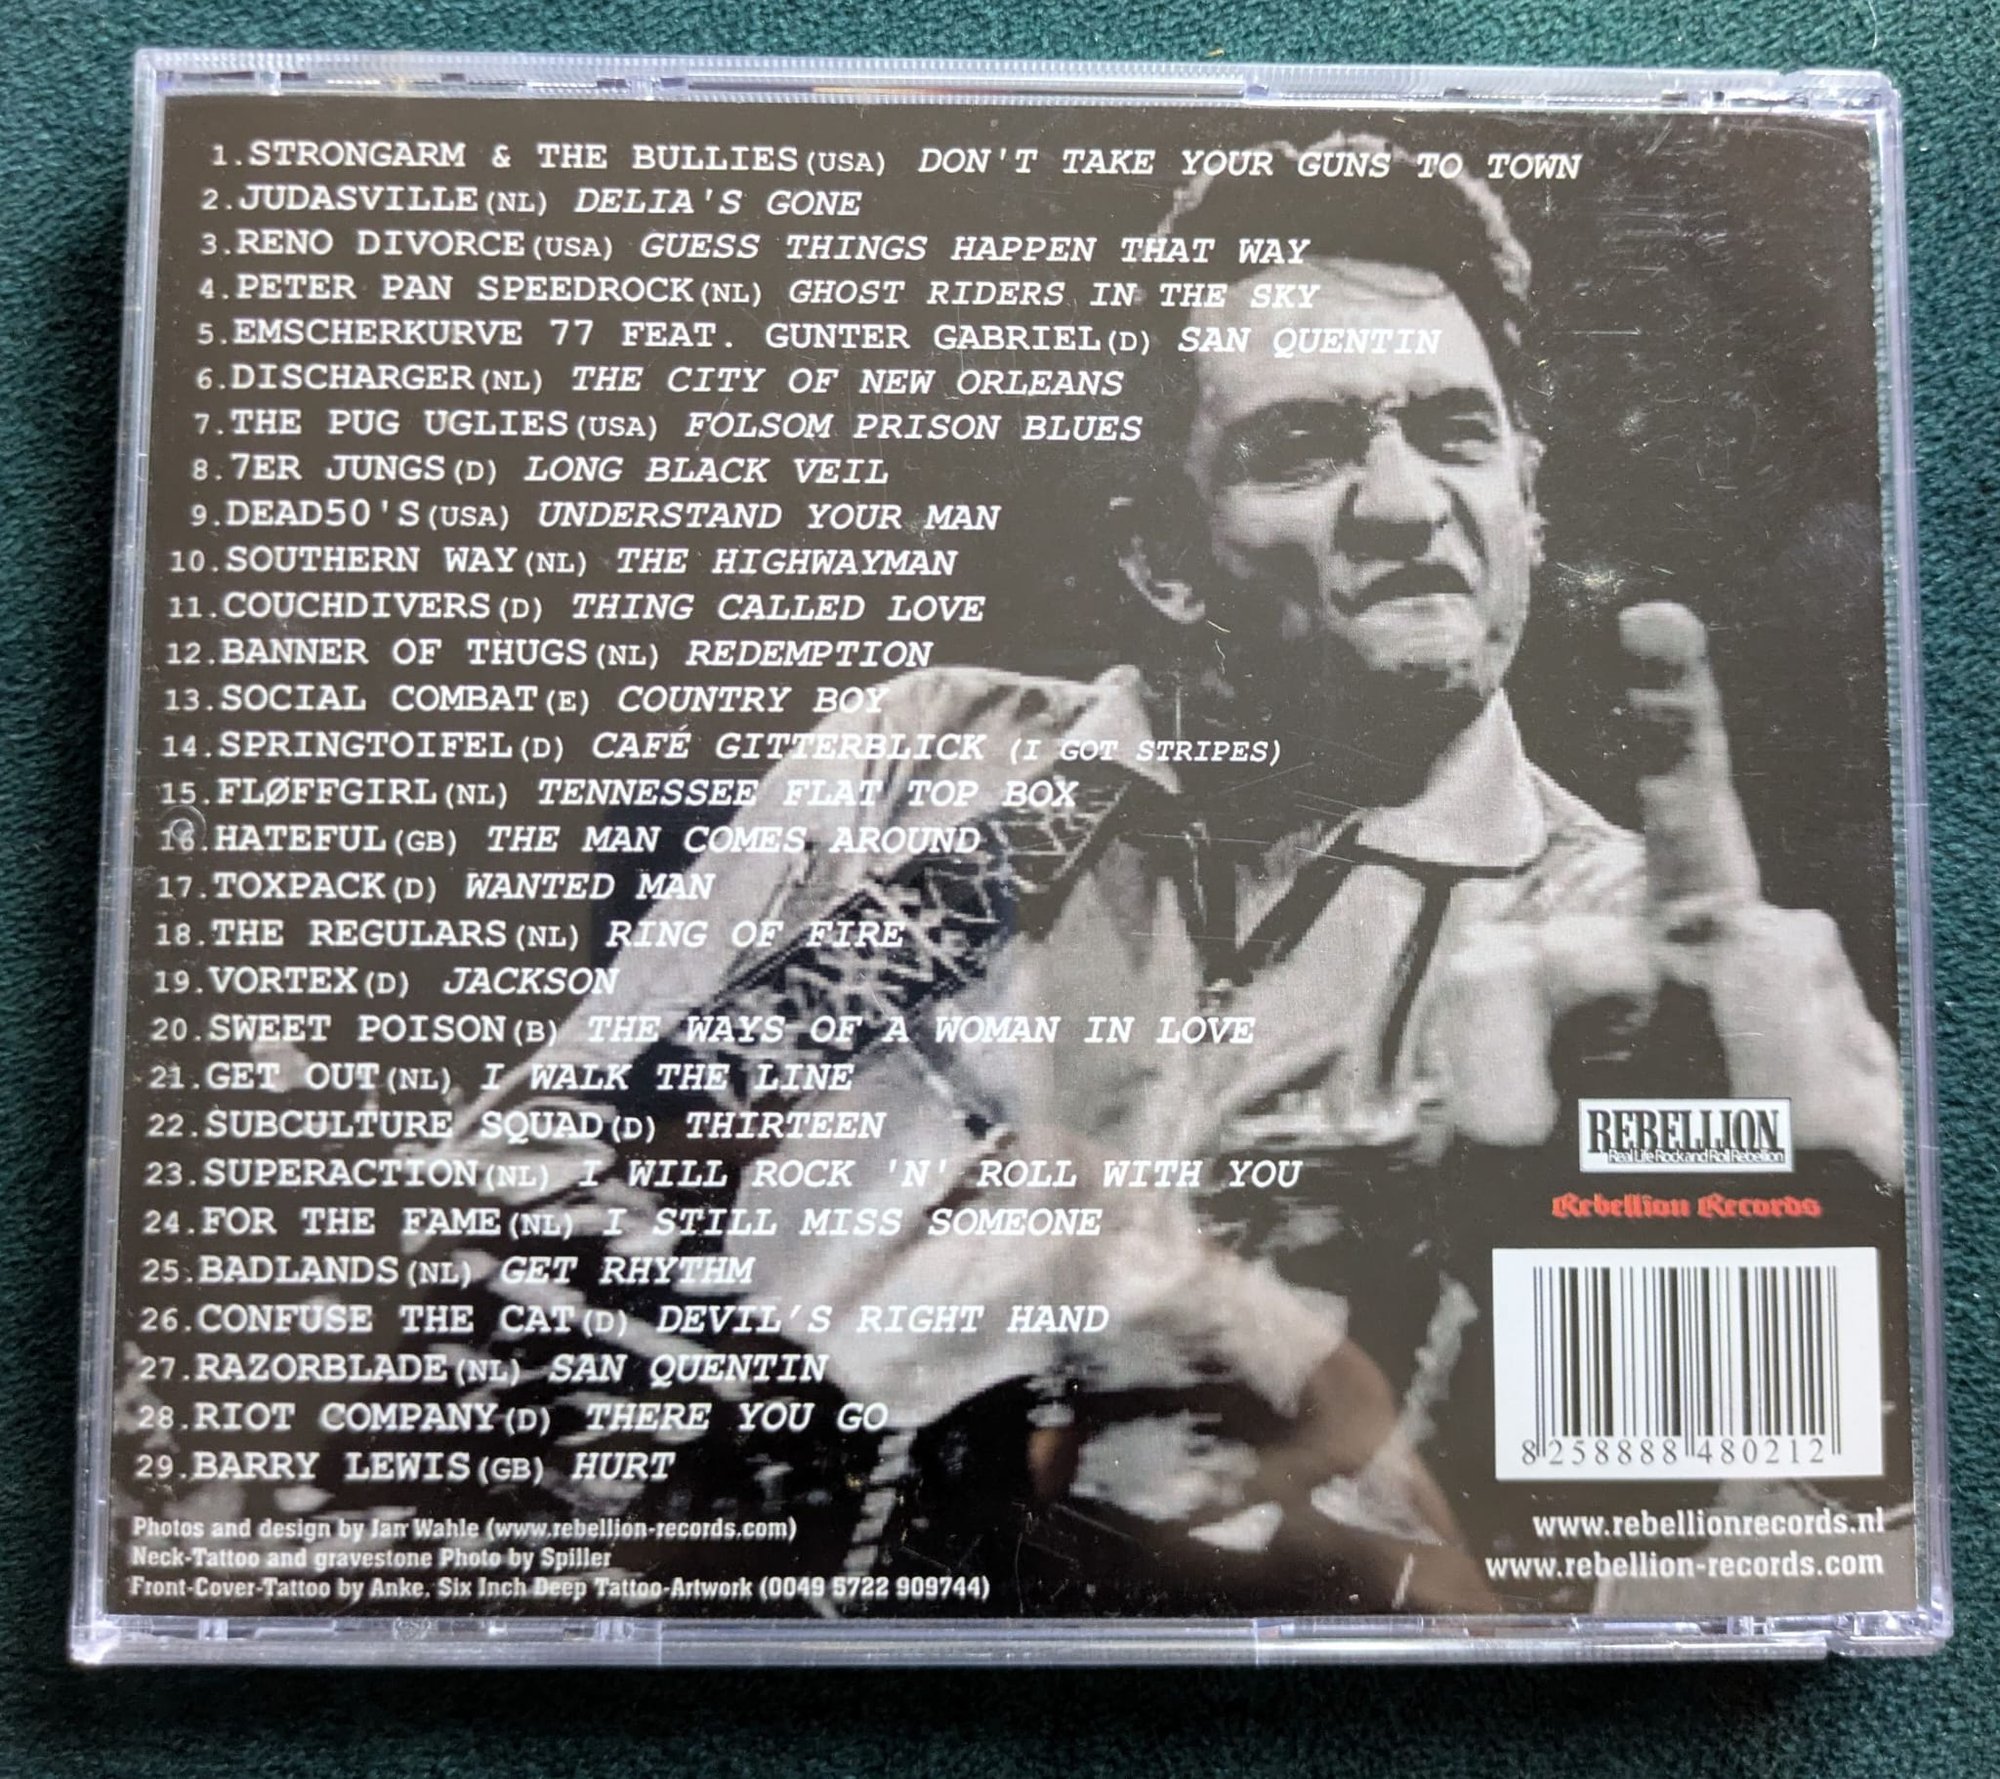 1.STRONGARM & THE BULLIES(USA) DON'T TAKE YOUR GUNS TO TOWN
2.JUDASVILLE(NL) DELIA'S GONE
3.RENO DIVORCE(USA) GUESS THINGS HAPPEN THAT WAY
4.PETER PAN SPEEDROCK(NL) GHOST RIDERS IN THE SKY
5.EMSCHERKURVE 77 FEAT. GUNTER GABRIEL(D) SAN QUENTIN
6.DISCHARGER(NL) THE CITY OF NEW ORLEANS
7.THE PUG UGLIES(USA) FOLSOM PRISON BLUES
8.7ER JUNGS(D) LONG BLACK VEIL
9.DEAD50'S(USA) UNDERSTAND YOUR MAN
10.SOUTHERN WAY(NL) THE HIGHWAYMAN
11.COUCHDIVERS(D) THING CALLED LOVE
12.BANNER OF THUGS(NL) REDEMPTION
13.SOCIAL COMBAT(E) COUNTRY BOY
14.SPRINGTOIFEL(D) CAFÉ GITTERBLICK (I GOT STRIPES)
15.FLØFFGIRL(NL) TENNESSEE FLAT TOP BOX
16.HATEFUL(GB) THE MAN COMES AROUND
17.TOXPACK(D) WANTED MAN
18.THE REGULARS(NL) RING OF FIRE
19.VORTEX(D) JACKSON
20.SWEET POISON(B) THE WAYS OF A WOMAN IN LOVE
21.GET OUT(NL) I WALK THE LINE
22.SUBCULTURE SQUAD(D) THIRTEEN
23.SUPERACTION(NL) I WILL ROCK 'N' ROLL WITH YOU
24.FOR THE FAME(NL) I STILL MISS SOMEONE
25.BADLANDS(NL) GET RHYTHM
26.CONFUSE THE CAT(D) DEVIL'S RIGHT HAND
27.RAZORBLADE(NL) SAN QUENTIN
28.RIOT COMPANY(D) THERE YOU GO
29.BARRY LEWIS(GB) HURT
Photos and design by Jan Wahle (www.rebellion-records.com)
Neck-Tattoo and gravestone Photo by Spiller
Front-Cover-Tattoo by Anke, Six Inch Deep Tattoo-Artwork (0049 5722 909744)
REBELLION
Real Life Rock and Roll Rebellion
Rebellion Records
8 258888 480212
www.rebellionrecords.nl
www.rebellion-records.com